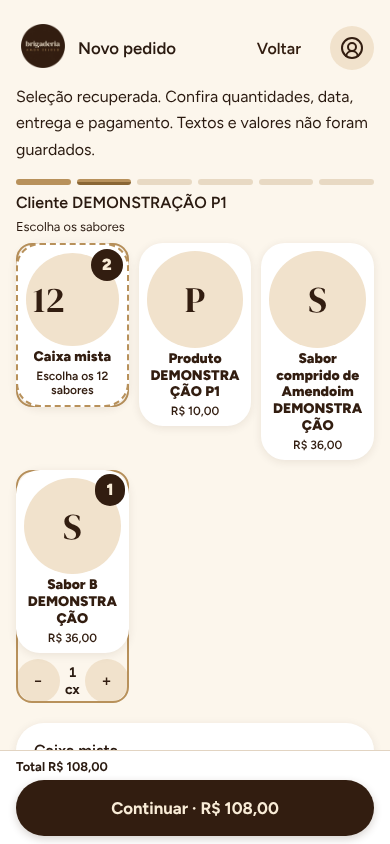 brigaderia
Novo pedido
Voltar
Seleção recuperada. Confira quantidades, data,
entrega e pagamento. Textos e valores não foram
guardados.
Cliente DEMONSTRAÇÃO P1
Escolha os sabores
2
12
Caixa mista
Escolha os 12
sabores
P
Produto
DEMONSTRA
ÇÃO P1
R$ 10,00
S
Sabor
comprido de
Amendoim
DEMONSTRA
ÇÃO
R$ 36,00
1
S
Sabor B
DEMONSTRA
ÇÃO
R$ 36,00
−
1
cx
+
Caixa mista
Total R$ 108,00
Continuar · R$ 108,00